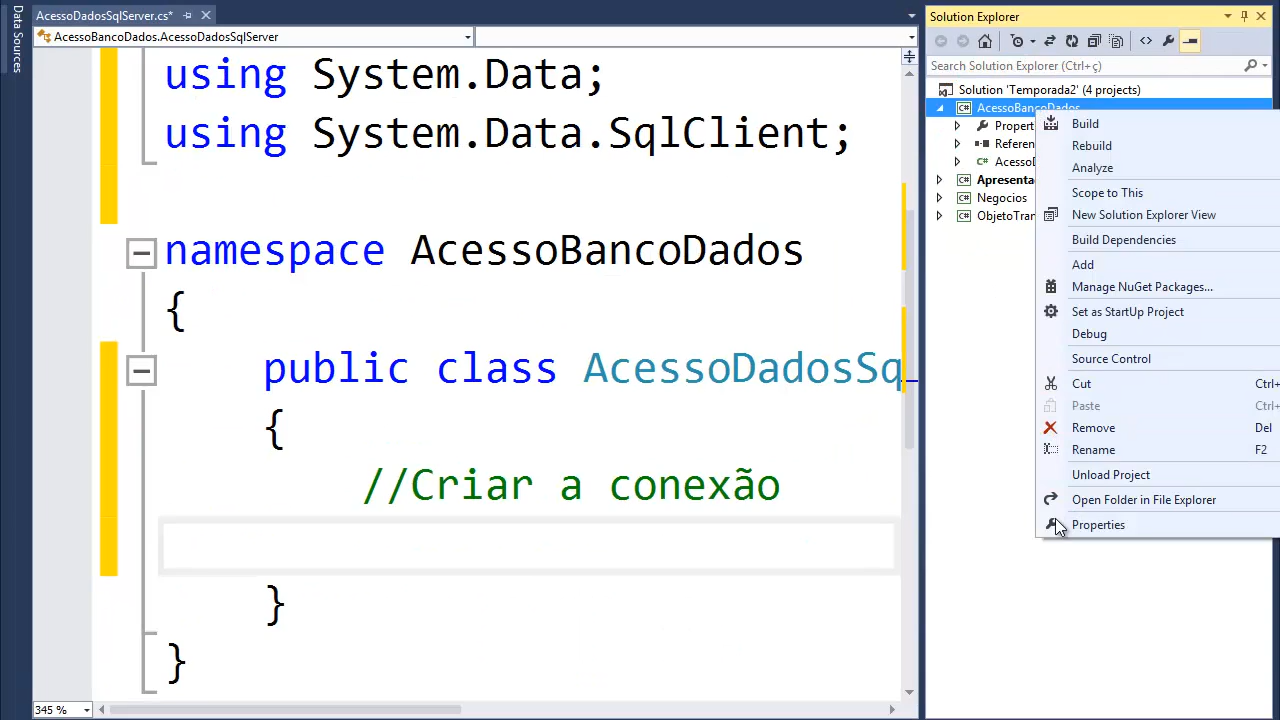 Data Sources
AcessoDadosSqlServer.cs*
AcessoBancoDados.AcessoDadosSqlServer
using System.Data;
using System.Data.SqlClient;
namespace AcessoBancoDados
{
public class AcessoDadosSq
{
//Criar a conexão
}
}
345 %
Solution Explorer
Search Solution Explorer (Ctrl+ç)
Solution 'Temporada2' (4 projects)
C# AcessoBancoDados
Propert
Referen
C# AcessoD
C# Apresenta
C# Negocios
C# ObjetoTran
Build
Rebuild
Analyze
Scope to This
New Solution Explorer View
Build Dependencies
Add
Manage NuGet Packages...
Set as StartUp Project
Debug
Source Control
Cut Ctrl+
Paste Ctrl+
Remove Del
Rename F2
Unload Project
Open Folder in File Explorer
Properties